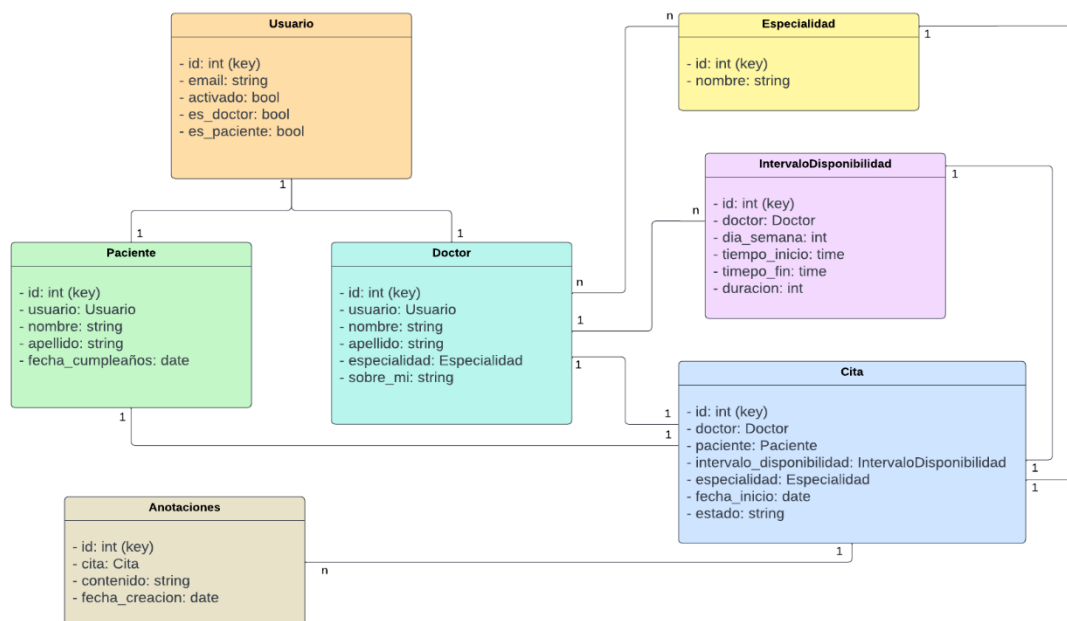 Usuario
- id: int (key)
- email: string
- activado: bool
- es_doctor: bool
- es_paciente: bool
1
n
Especialidad
1
- id: int (key)
- nombre: string
IntervaloDisponibilidad
1
- id: int (key)
- doctor: Doctor
- dia_semana: int
- tiempo_inicio: time
- timepo_fin: time
- duracion: int
n
1
Paciente
- id: int (key)
- usuario: Usuario
- nombre: string
- apellido: string
- fecha_cumpleaños: date
1
1
Doctor
- id: int (key)
- usuario: Usuario
- nombre: string
- apellido: string
- especialidad: Especialidad
- sobre_mi: string
n
1
1
Cita
- id: int (key)
- doctor: Doctor
- paciente: Paciente
- intervalo_disponibilidad: IntervaloDisponibilidad
- especialidad: Especialidad
- fecha_inicio: date
- estado: string
1
1
1
1
1
Anotaciones
- id: int (key)
- cita: Cita
- contenido: string
- fecha_creacion: date
n